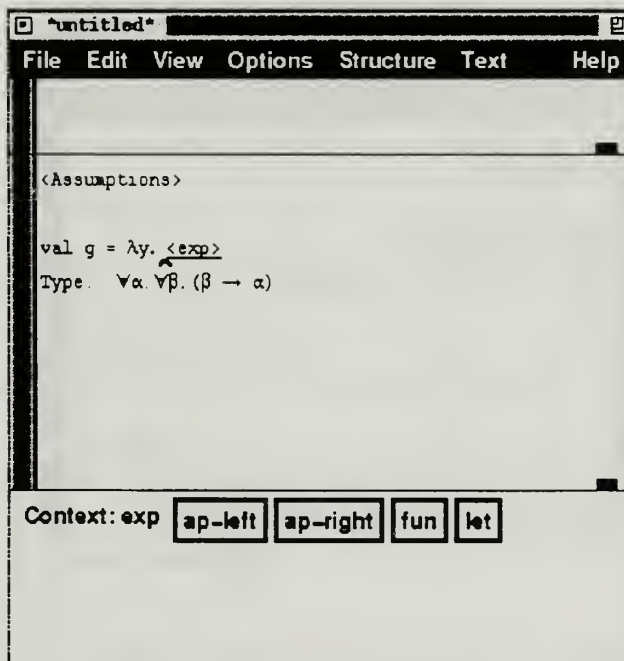 *untitled*
File Edit View Options Structure Text Help
<Assumptions>
val g = λy. <exp>
Type. ∀α.∀β.(β → α)
Context: exp ap-left ap-right fun let